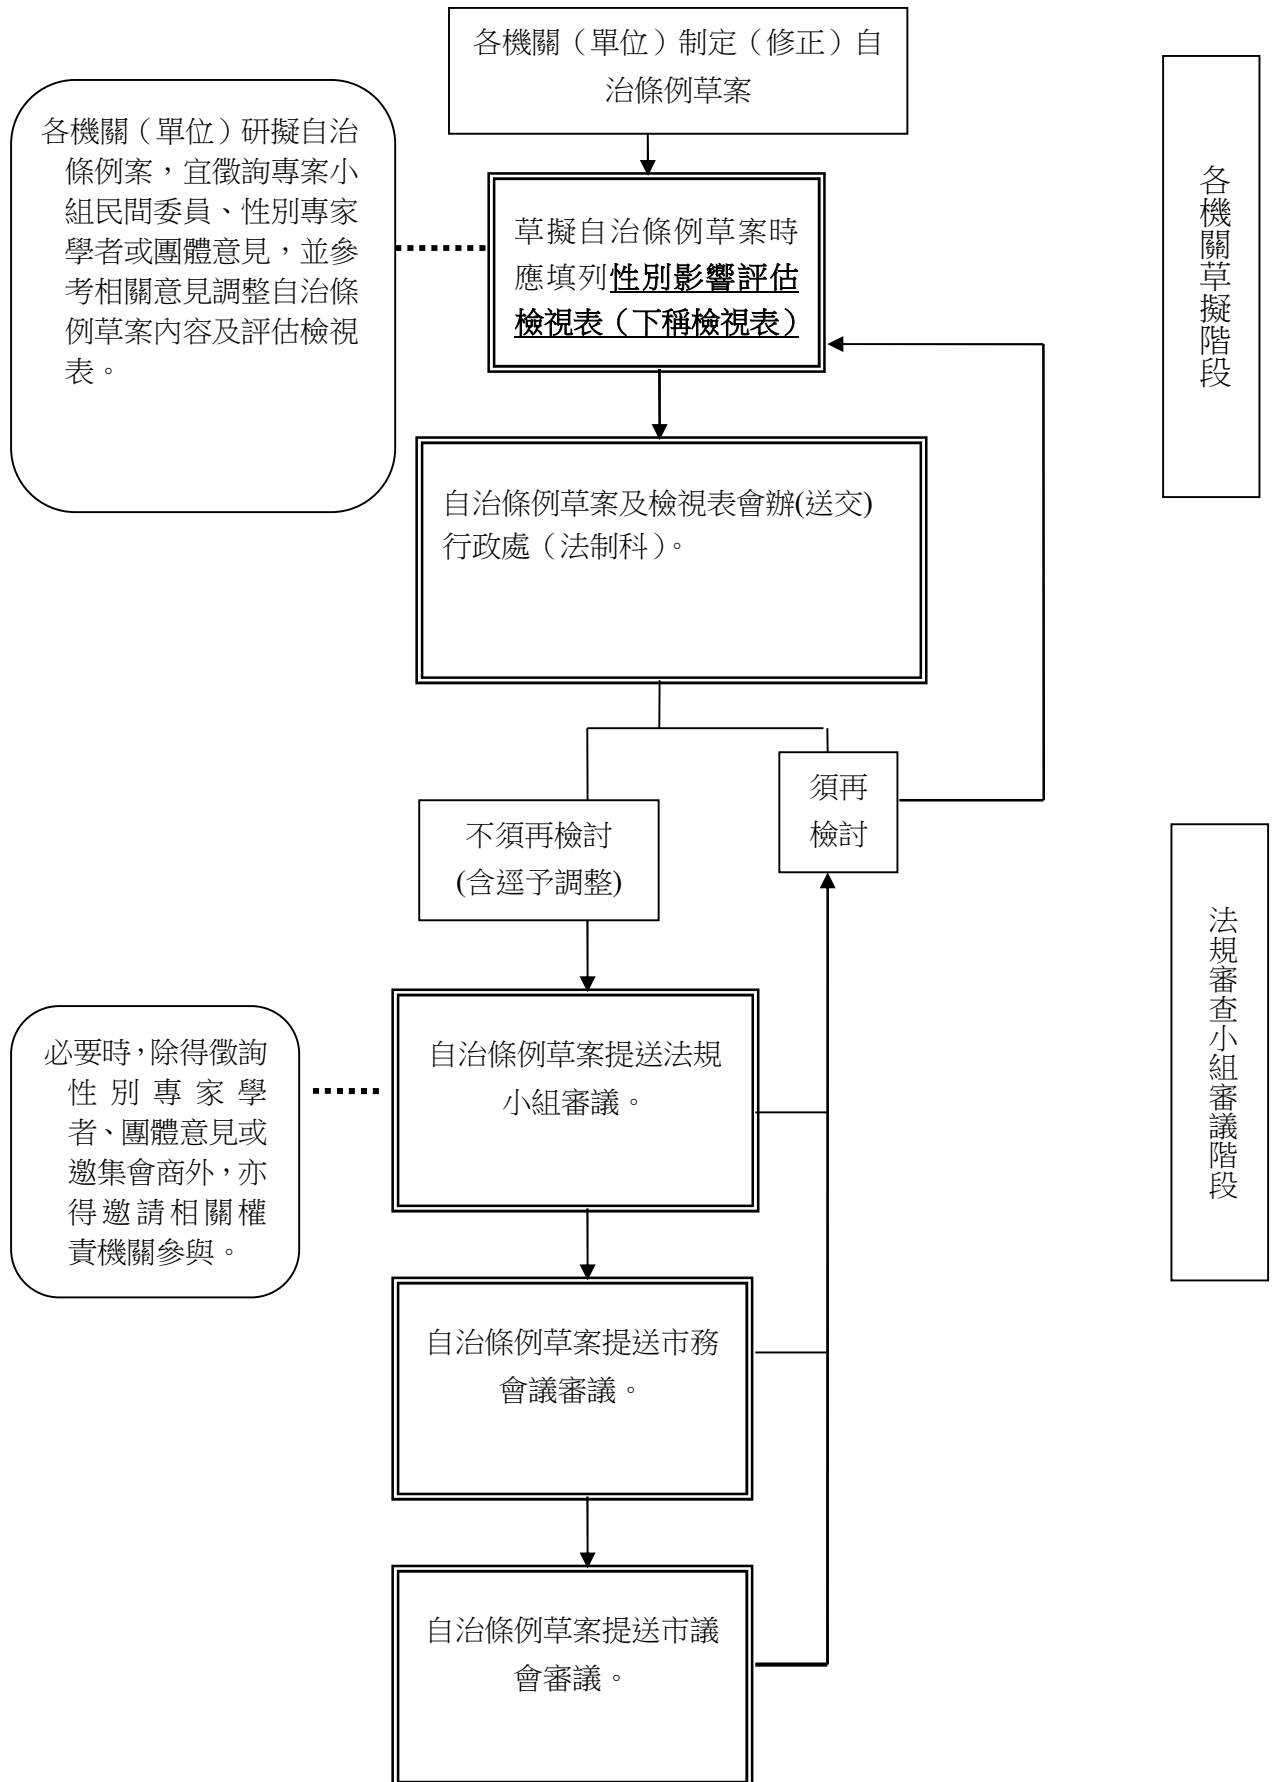 各機關（單位）制定（修正）自
治條例草案
各機關（單位）研擬自治
條例案，宜徵詢專案小
組民間委員、性別專家
學者或團體意見，並參
考相關意見調整自治條
例草案內容及評估檢視
表。
草擬自治條例草案時
應填列性別影響評估
檢視表（下稱檢視表）
各機關草擬階段
自治條例草案及檢視表會辦(送交)
行政處（法制科）。
須再
檢討
不須再檢討
(含逕予調整)
法規審查小組審議階段
必要時，除得徵詢
性別專家學
者、團體意見或
邀集會商外，亦
得邀請相關權
責機關參與。
自治條例草案提送法規
小組審議。
自治條例草案提送市務
會議審議。
自治條例草案提送市議
會審議。